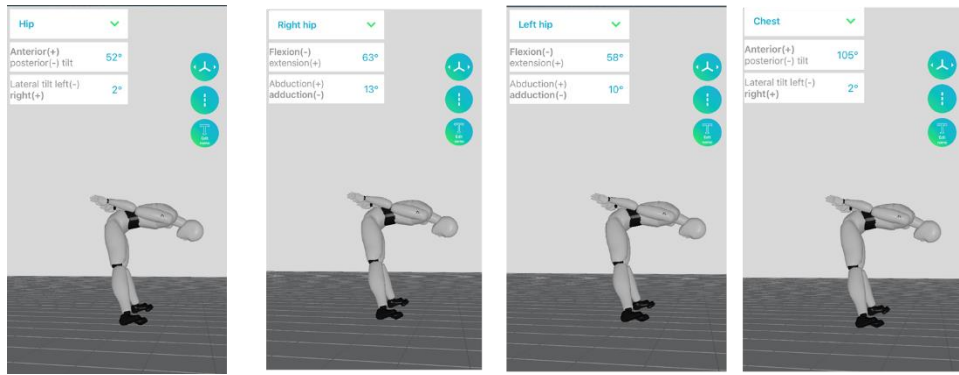 Hip
Anterior(+)
posterior(-) tilt
52°
Lateral tilt left(-)
right(+)
2°
Right hip
Flexion(-)
extension(+)
63°
Abduction(+)
adduction(-)
13°
Left hip
Flexion(-)
extension(+)
58°
Abduction(+)
adduction(-)
10°
Chest
Anterior(+)
posterior(-) tilt
105°
Lateral tilt left(-)
right(+)
2°